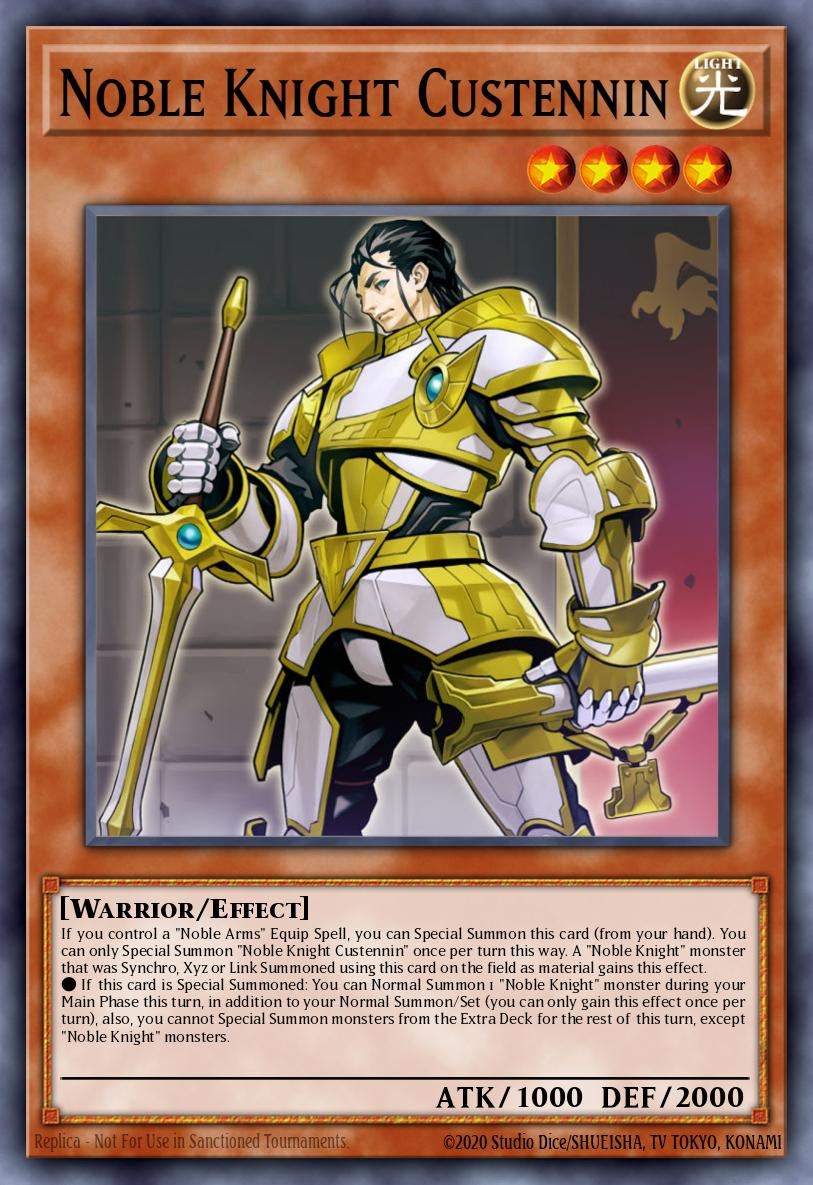 Noble Knight Custennin
LIGHT
光
[Warrior/Effect]
If you control a "Noble Arms" Equip Spell, you can Special Summon this card (from your hand). You
can only Special Summon "Noble Knight Custennin" once per turn this way. A "Noble Knight" monster
that was Synchro, Xyz or Link Summoned using this card on the field as material gains this effect.
● If this card is Special Summoned: You can Normal Summon 1 "Noble Knight" monster during your
Main Phase this turn, in addition to your Normal Summon/Set (you can only gain this effect once per
turn), also, you cannot Special Summon monsters from the Extra Deck for the rest of this turn, except
"Noble Knight" monsters.
ATK/1000 DEF/2000
Replica - Not For Use in Sanctioned Tournaments.
©2020 Studio Dice/SHUEISHA, TV TOKYO, KONAMI